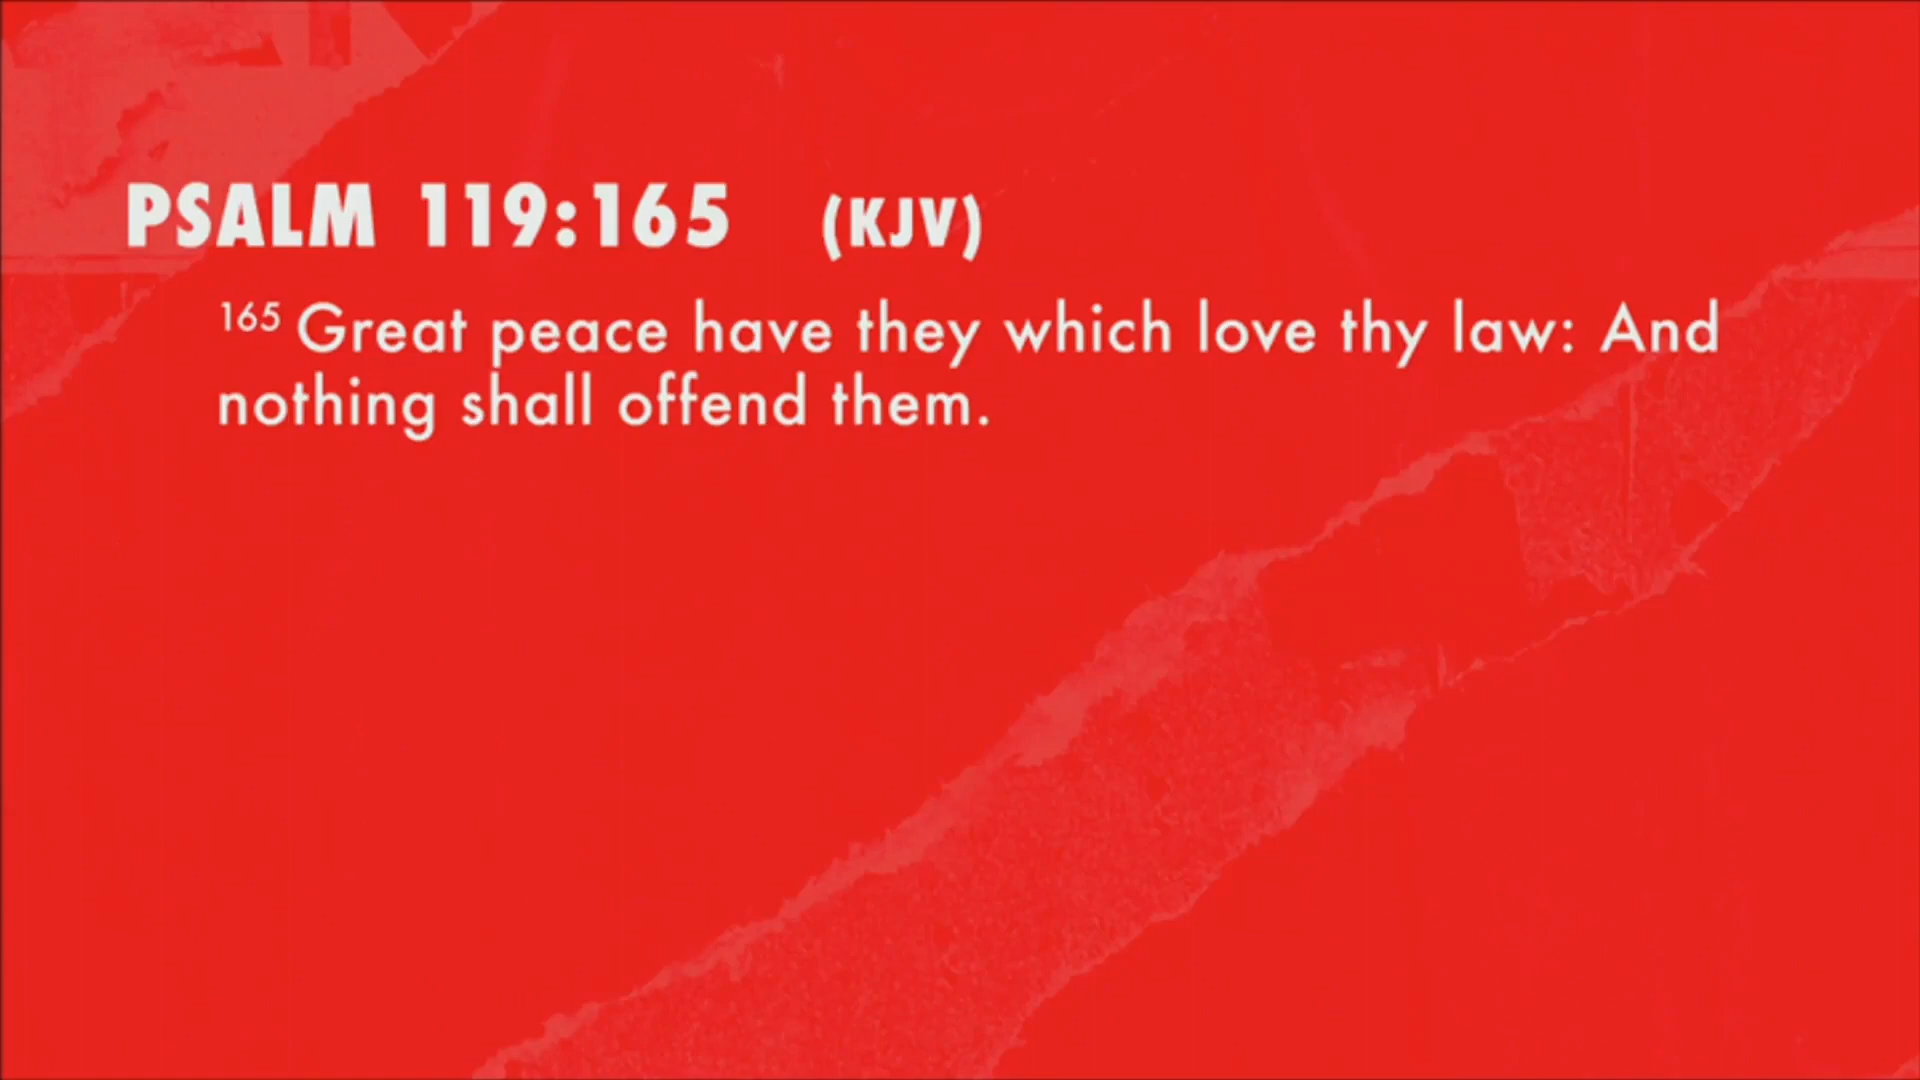 PSALM 119:165 (KJV)
165 Great peace have they which love thy law: And
nothing shall offend them.